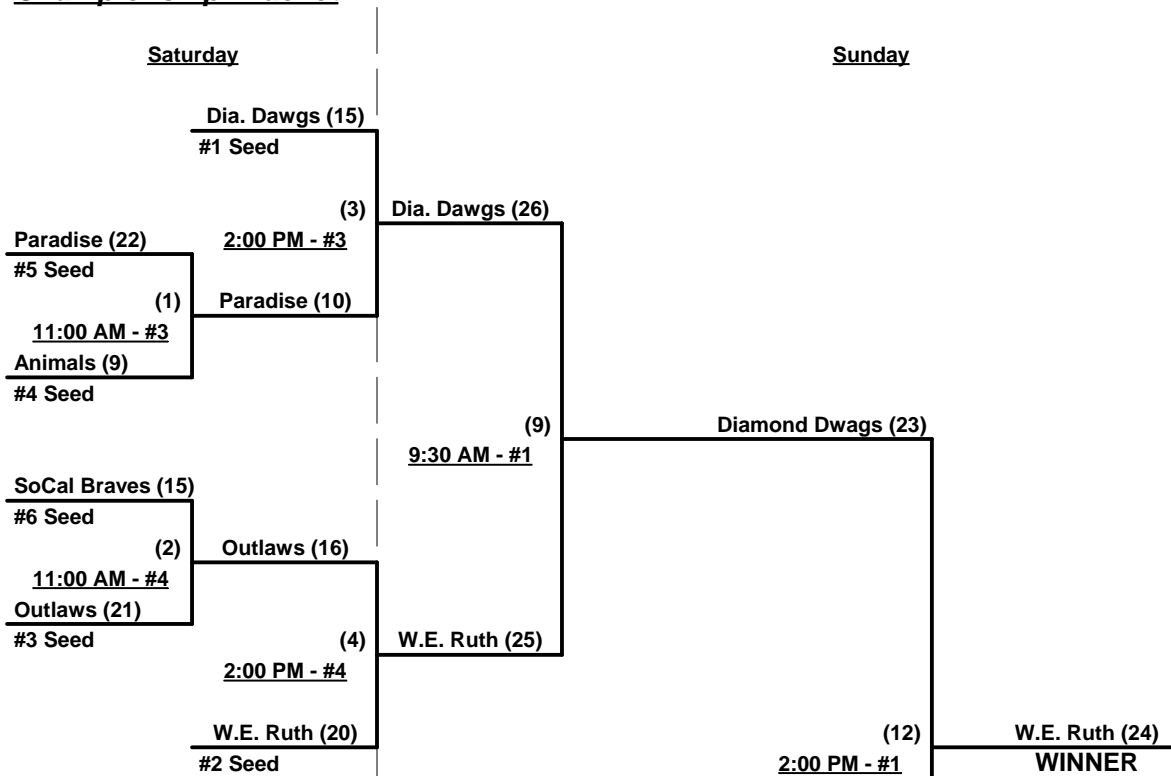 Saturday
Sunday
Dia. Dawgs (15)
#1 Seed
(3)
2:00 PM - #3
Dia. Dawgs (26)
Paradise (22)
#5 Seed
(1)
11:00 AM - #3
Paradise (10)
Animals (9)
#4 Seed
(9)
9:30 AM - #1
Diamond Dwags (23)
SoCal Braves (15)
#6 Seed
(2)
11:00 AM - #4
Outlaws (16)
Outlaws (21)
#3 Seed
(4)
2:00 PM - #4
W.E. Ruth (25)
W.E. Ruth (20)
#2 Seed
(12)
2:00 PM - #1
W.E. Ruth (24)
WINNER